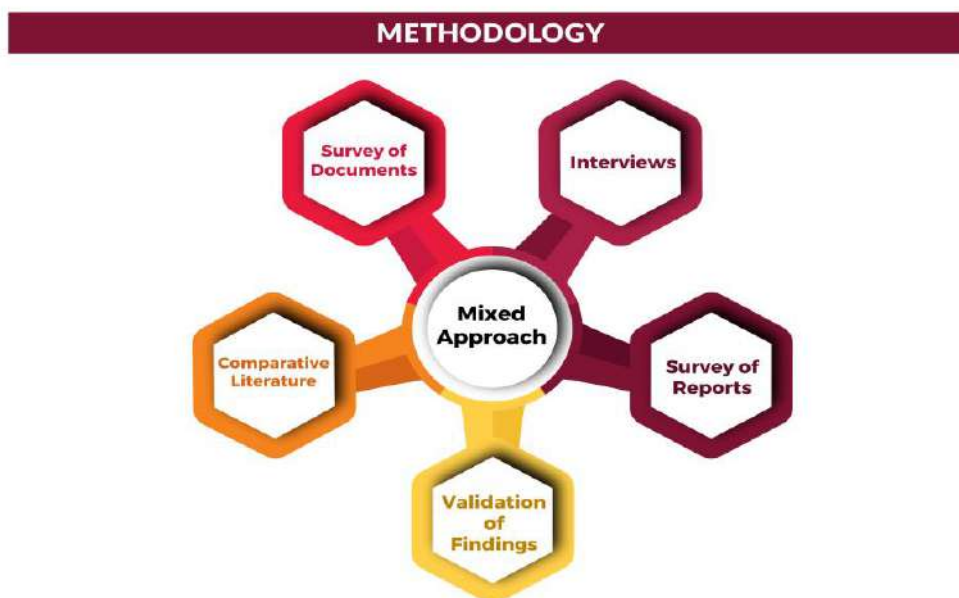 METHODOLOGY
Survey of
Documents
Interviews
Mixed
Approach
Comparative
Literature
Survey of
Reports
Validation
of
Findings